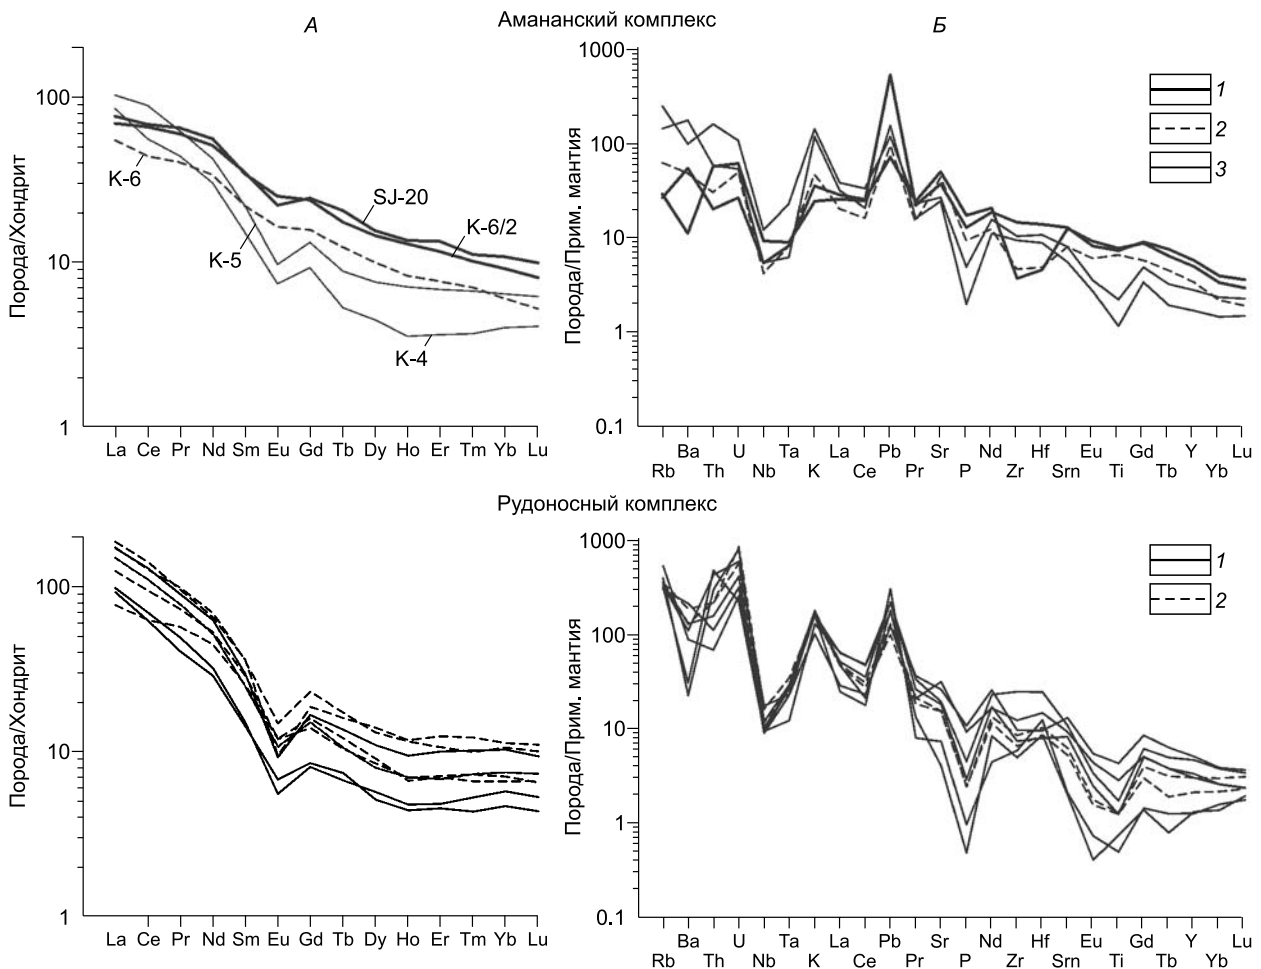 Амананский комплекс
А
Б
Порода/Хондрит
100
10
1
К-6
К-5
SJ-20
К-6/2
К-4
La Ce Pr Nd Sm Eu Gd Tb Dy Ho Er Tm Yb Lu
Порода/Прим. мантия
1000
100
10
1
0.1
1
2
3
Ba U Ta La Pb Sr Nd Hf Eu Gd Y Lu
Rb Th Nb K Ce Pr P Zr Srn Ti Tb Yb
Рудоносный комплекс
Порода/Хондрит
100
10
1
La Ce Pr Nd Sm Eu Gd Tb Dy Ho Er Tm Yb Lu
Порода/Прим. мантия
1000
100
10
1
0.1
1
2
Ba U Ta La Pb Sr Nd Hf Eu Gd Y Lu
Rb Th Nb K Ce Pr P Zr Srn Ti Tb Yb